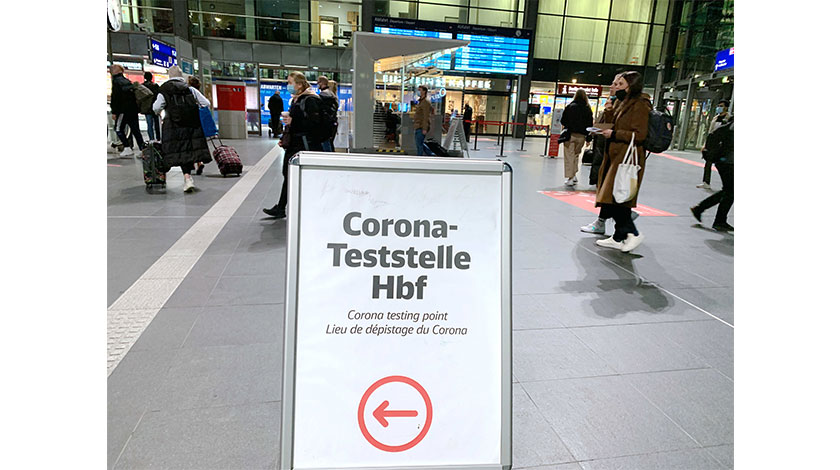 Corona-
Teststelle
Hbf
Corona testing point
Lieu de dépistage du Corona